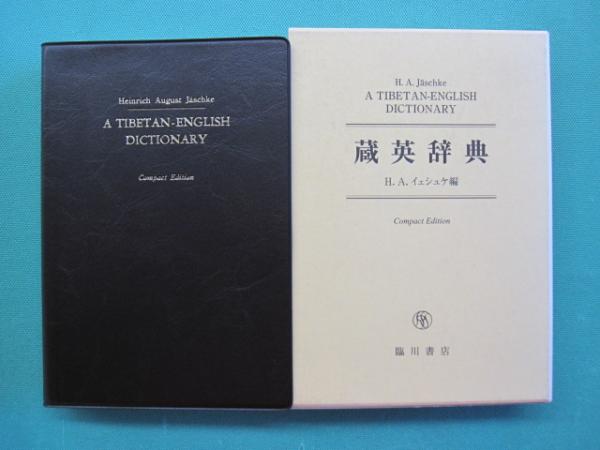 Heinrich August Jäschke
A TIBETAN-ENGLISH
DICTIONARY
Compact Edition
H. A. Jäschke
A TIBETAN-ENGLISH
DICTIONARY
蔵英辞典
H. A. イェシュケ編
Compact Edition
臨川書店